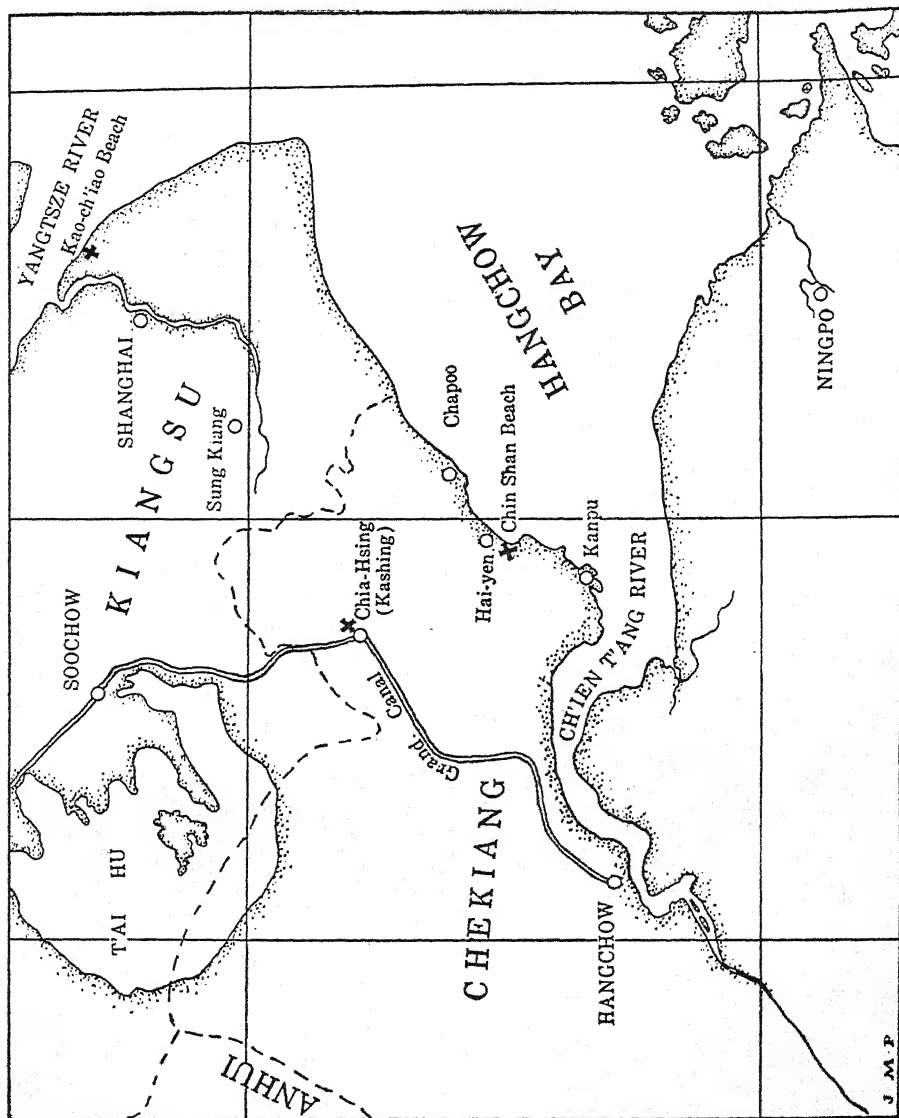 YANGTSZE RIVER
Kao-ch'iao Beach
SHANGHAI
KIANGSU
Sung Kiang
SOOCHOW
T'AI HU
ANHUI
Chia-Hsing
(Kashing)
Grand Canal
CHEKIANG
HANGCHOW
Chapoo
Hai-yen
Chin Shan Beach
Kanpu
CH'IEN T'ANG RIVER
HANGCHOW
BAY
NINGPO
J M·P